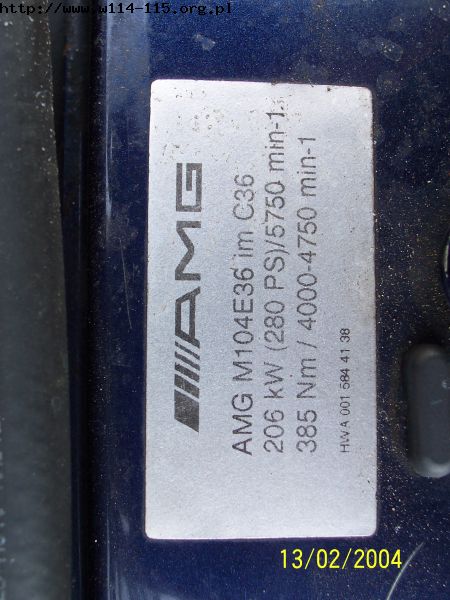 http://www.w114-115.org.pl
AMG
AMG M104E36 im C36
206 kW (280 PS)/5750 min-1
385 Nm / 4000-4750 min-1
HWA 001 584 41 38
13/02/2004